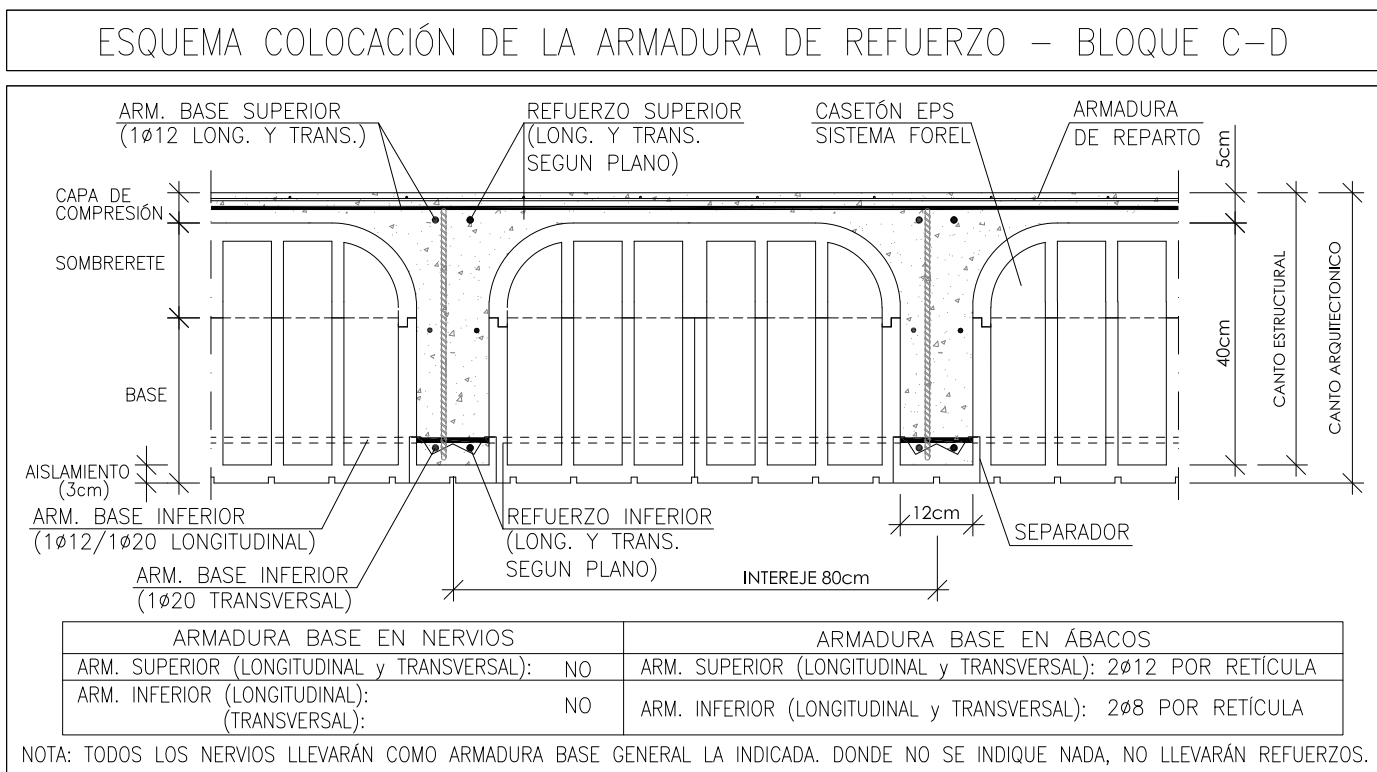 ESQUEMA COLOCACIÓN DE LA ARMADURA DE REFUERZO – BLOQUE C-D
ARM. BASE SUPERIOR
(1ø12 LONG. Y TRANS.)
REFUERZO SUPERIOR
(LONG. Y TRANS.
SEGUN PLANO)
CASETÓN EPS
SISTEMA FOREL
ARMADURA
DE REPARTO
5cm
CAPA DE
COMPRESIÓN
SOMBRERETE
BASE
AISLAMIENTO
(3cm)
40cm
CANTO ESTRUCTURAL
CANTO ARQUITECTONICO
ARM. BASE INFERIOR
(1ø12/1ø20 LONGITUDINAL)
ARM. BASE INFERIOR
(1ø20 TRANSVERSAL)
REFUERZO INFERIOR
(LONG. Y TRANS.
SEGUN PLANO)
12cm
SEPARADOR
INTEREJE 80cm
ARMADURA BASE EN NERVIOS
ARM. SUPERIOR (LONGITUDINAL y TRANSVERSAL): NO
ARM. INFERIOR (LONGITUDINAL):
(TRANSVERSAL):
NO
ARMADURA BASE EN ÁBACOS
ARM. SUPERIOR (LONGITUDINAL y TRANSVERSAL): 2ø12 POR RETÍCULA
ARM. INFERIOR (LONGITUDINAL y TRANSVERSAL): 2ø8 POR RETÍCULA
NOTA: TODOS LOS NERVIOS LLEVARÁN COMO ARMADURA BASE GENERAL LA INDICADA. DONDE NO SE INDIQUE NADA, NO LLEVARÁN REFUERZOS.